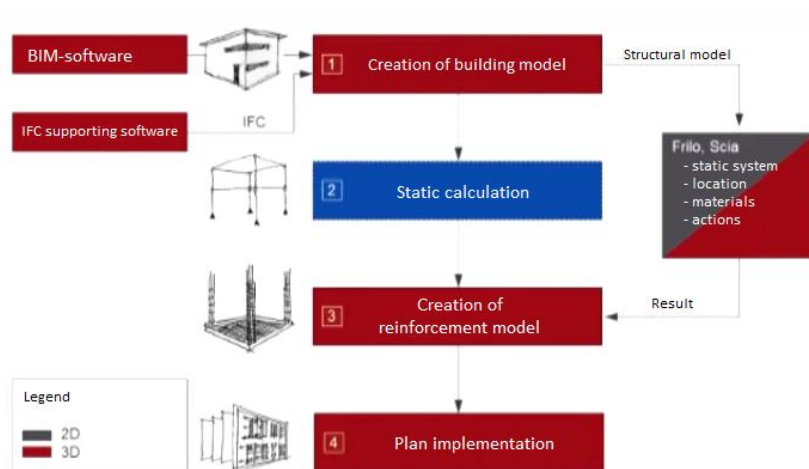 BIM-software
1
Creation of building model
Structural model
IFC supporting software
IFC
Frilo, Scia
- static system
- location
- materials
- actions
2
Static calculation
3
Creation of
reinforcement model
Result
Legend
2D
3D
4
Plan implementation